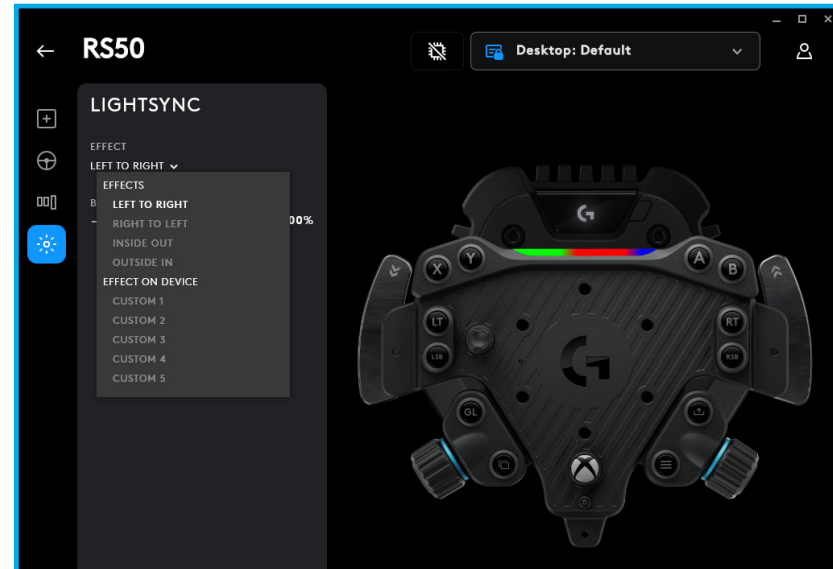 RS50
Desktop: Default
LIGHTSYNC
EFFECT
LEFT TO RIGHT
EFFECTS
LEFT TO RIGHT
RIGHT TO LEFT
INSIDE OUT
OUTSIDE IN
EFFECT ON DEVICE
CUSTOM 1
CUSTOM 2
CUSTOM 3
CUSTOM 4
CUSTOM 5
B
00%
G
X
Y
A
B
LT
RT
LSB
RSB
G
GL